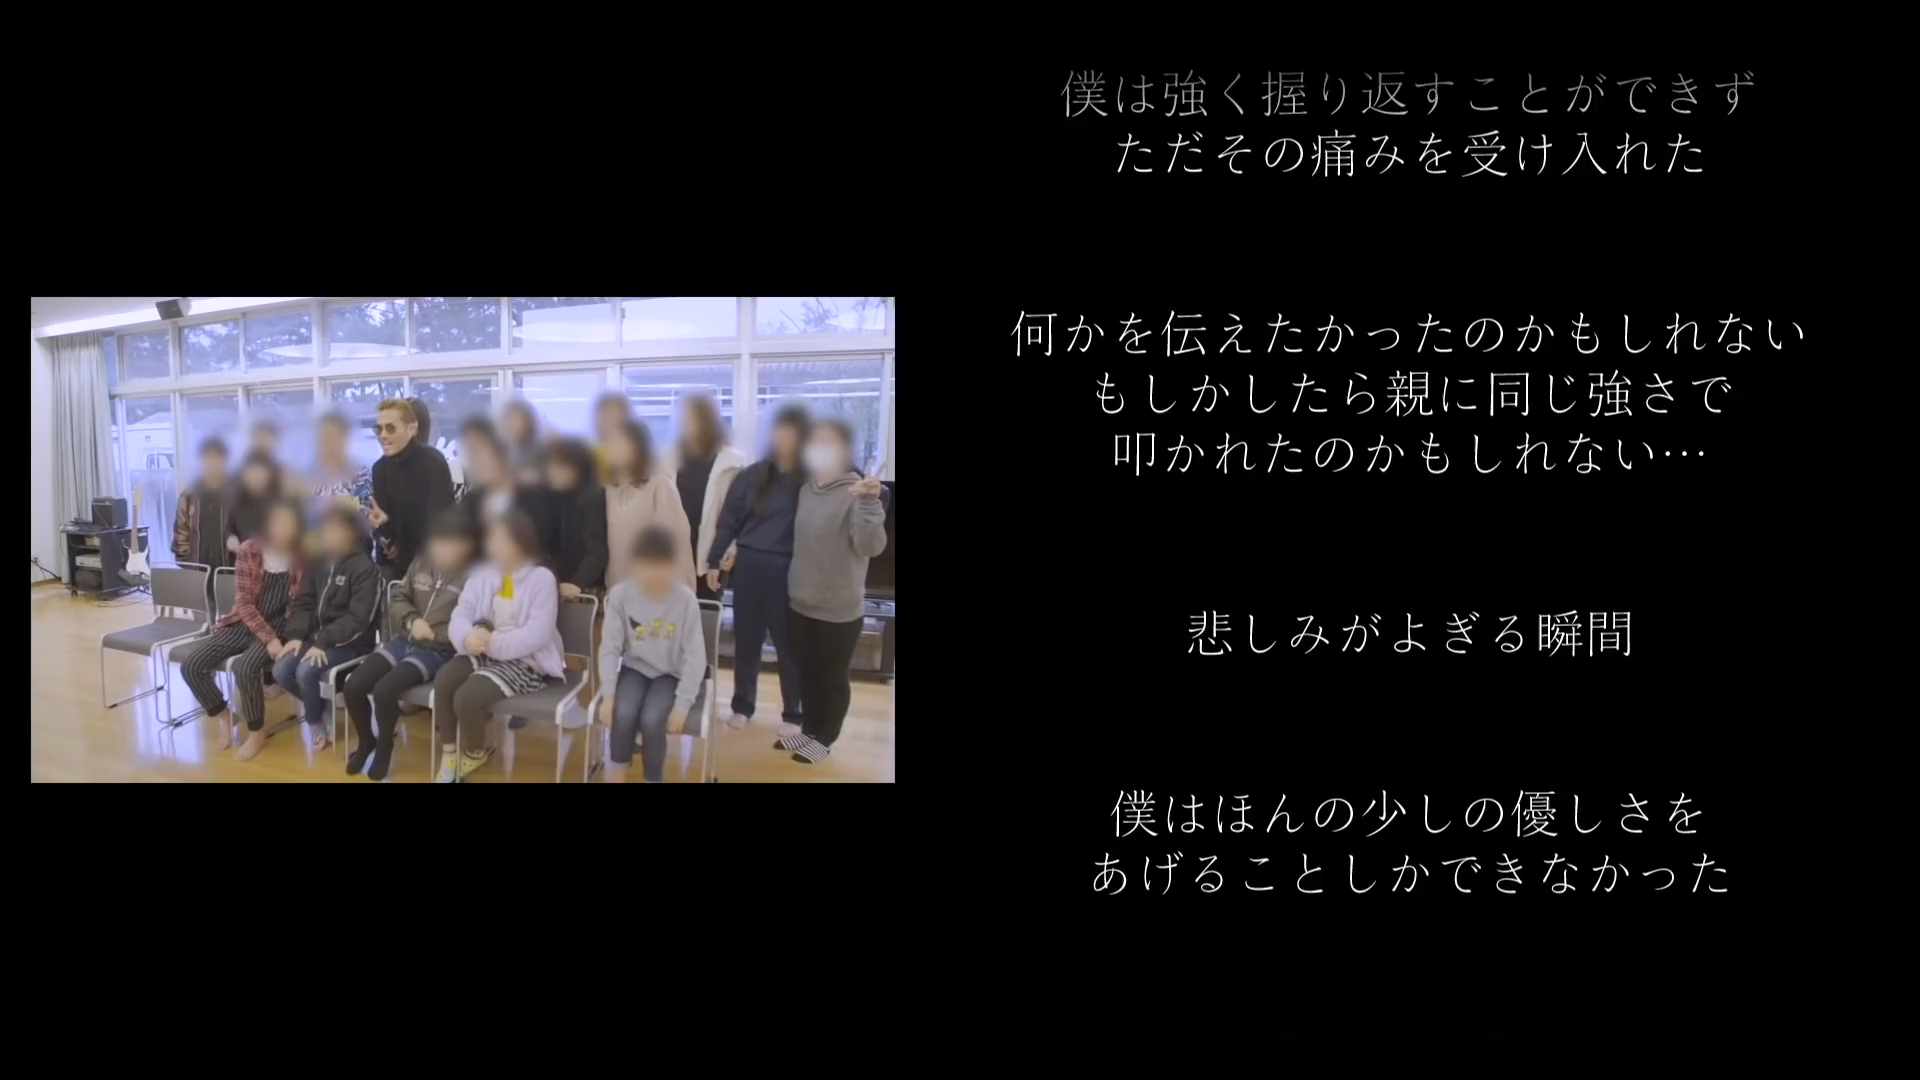 僕は強く握り返すことができず
ただその痛みを受け入れた
何かを伝えたかったのかもしれない
もしかしたら親に同じ強さで
叩かれたのかもしれない…
悲しみがよぎる瞬間
僕はほんの少しの優しさを
あげることしかできなかった